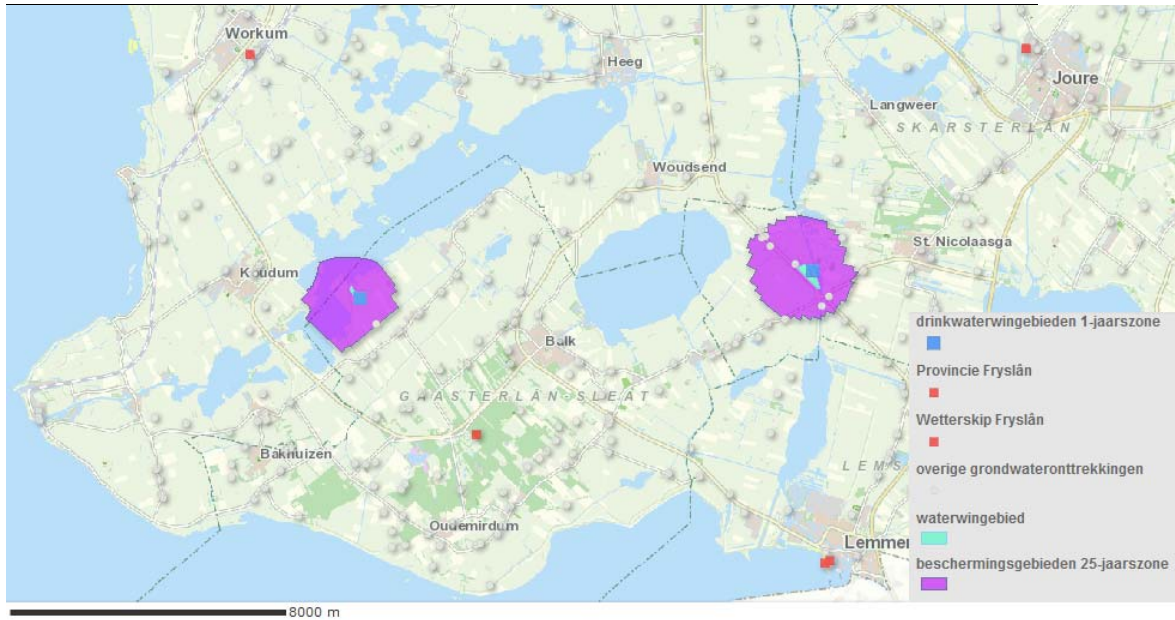 Workum
Heeg
Joure
Langweer
SKARSTERLÂN
Woudsend
St. Nicolaasga
Koudum
Balk
GAASTERLÂN-SLEAT
Bakhuizen
LEMS
Oudemirdum
Lemmer
drinkwaterwingebieden 1-jaarszone
Provincie Fryslân
Wetterskip Fryslân
overige grondwateronttrekkingen
waterwingebied
beschermingsgebieden 25-jaarszone
8000 m